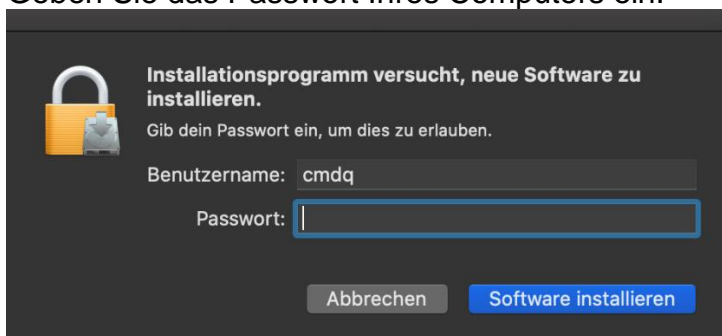 Geben Sie das Passwort Ihres Computers ein.
Installationsprogramm versucht, neue Software zu
installieren.
Gib dein Passwort ein, um dies zu erlauben.
Benutzername: cmdq
Passwort:
Abbrechen Software installieren